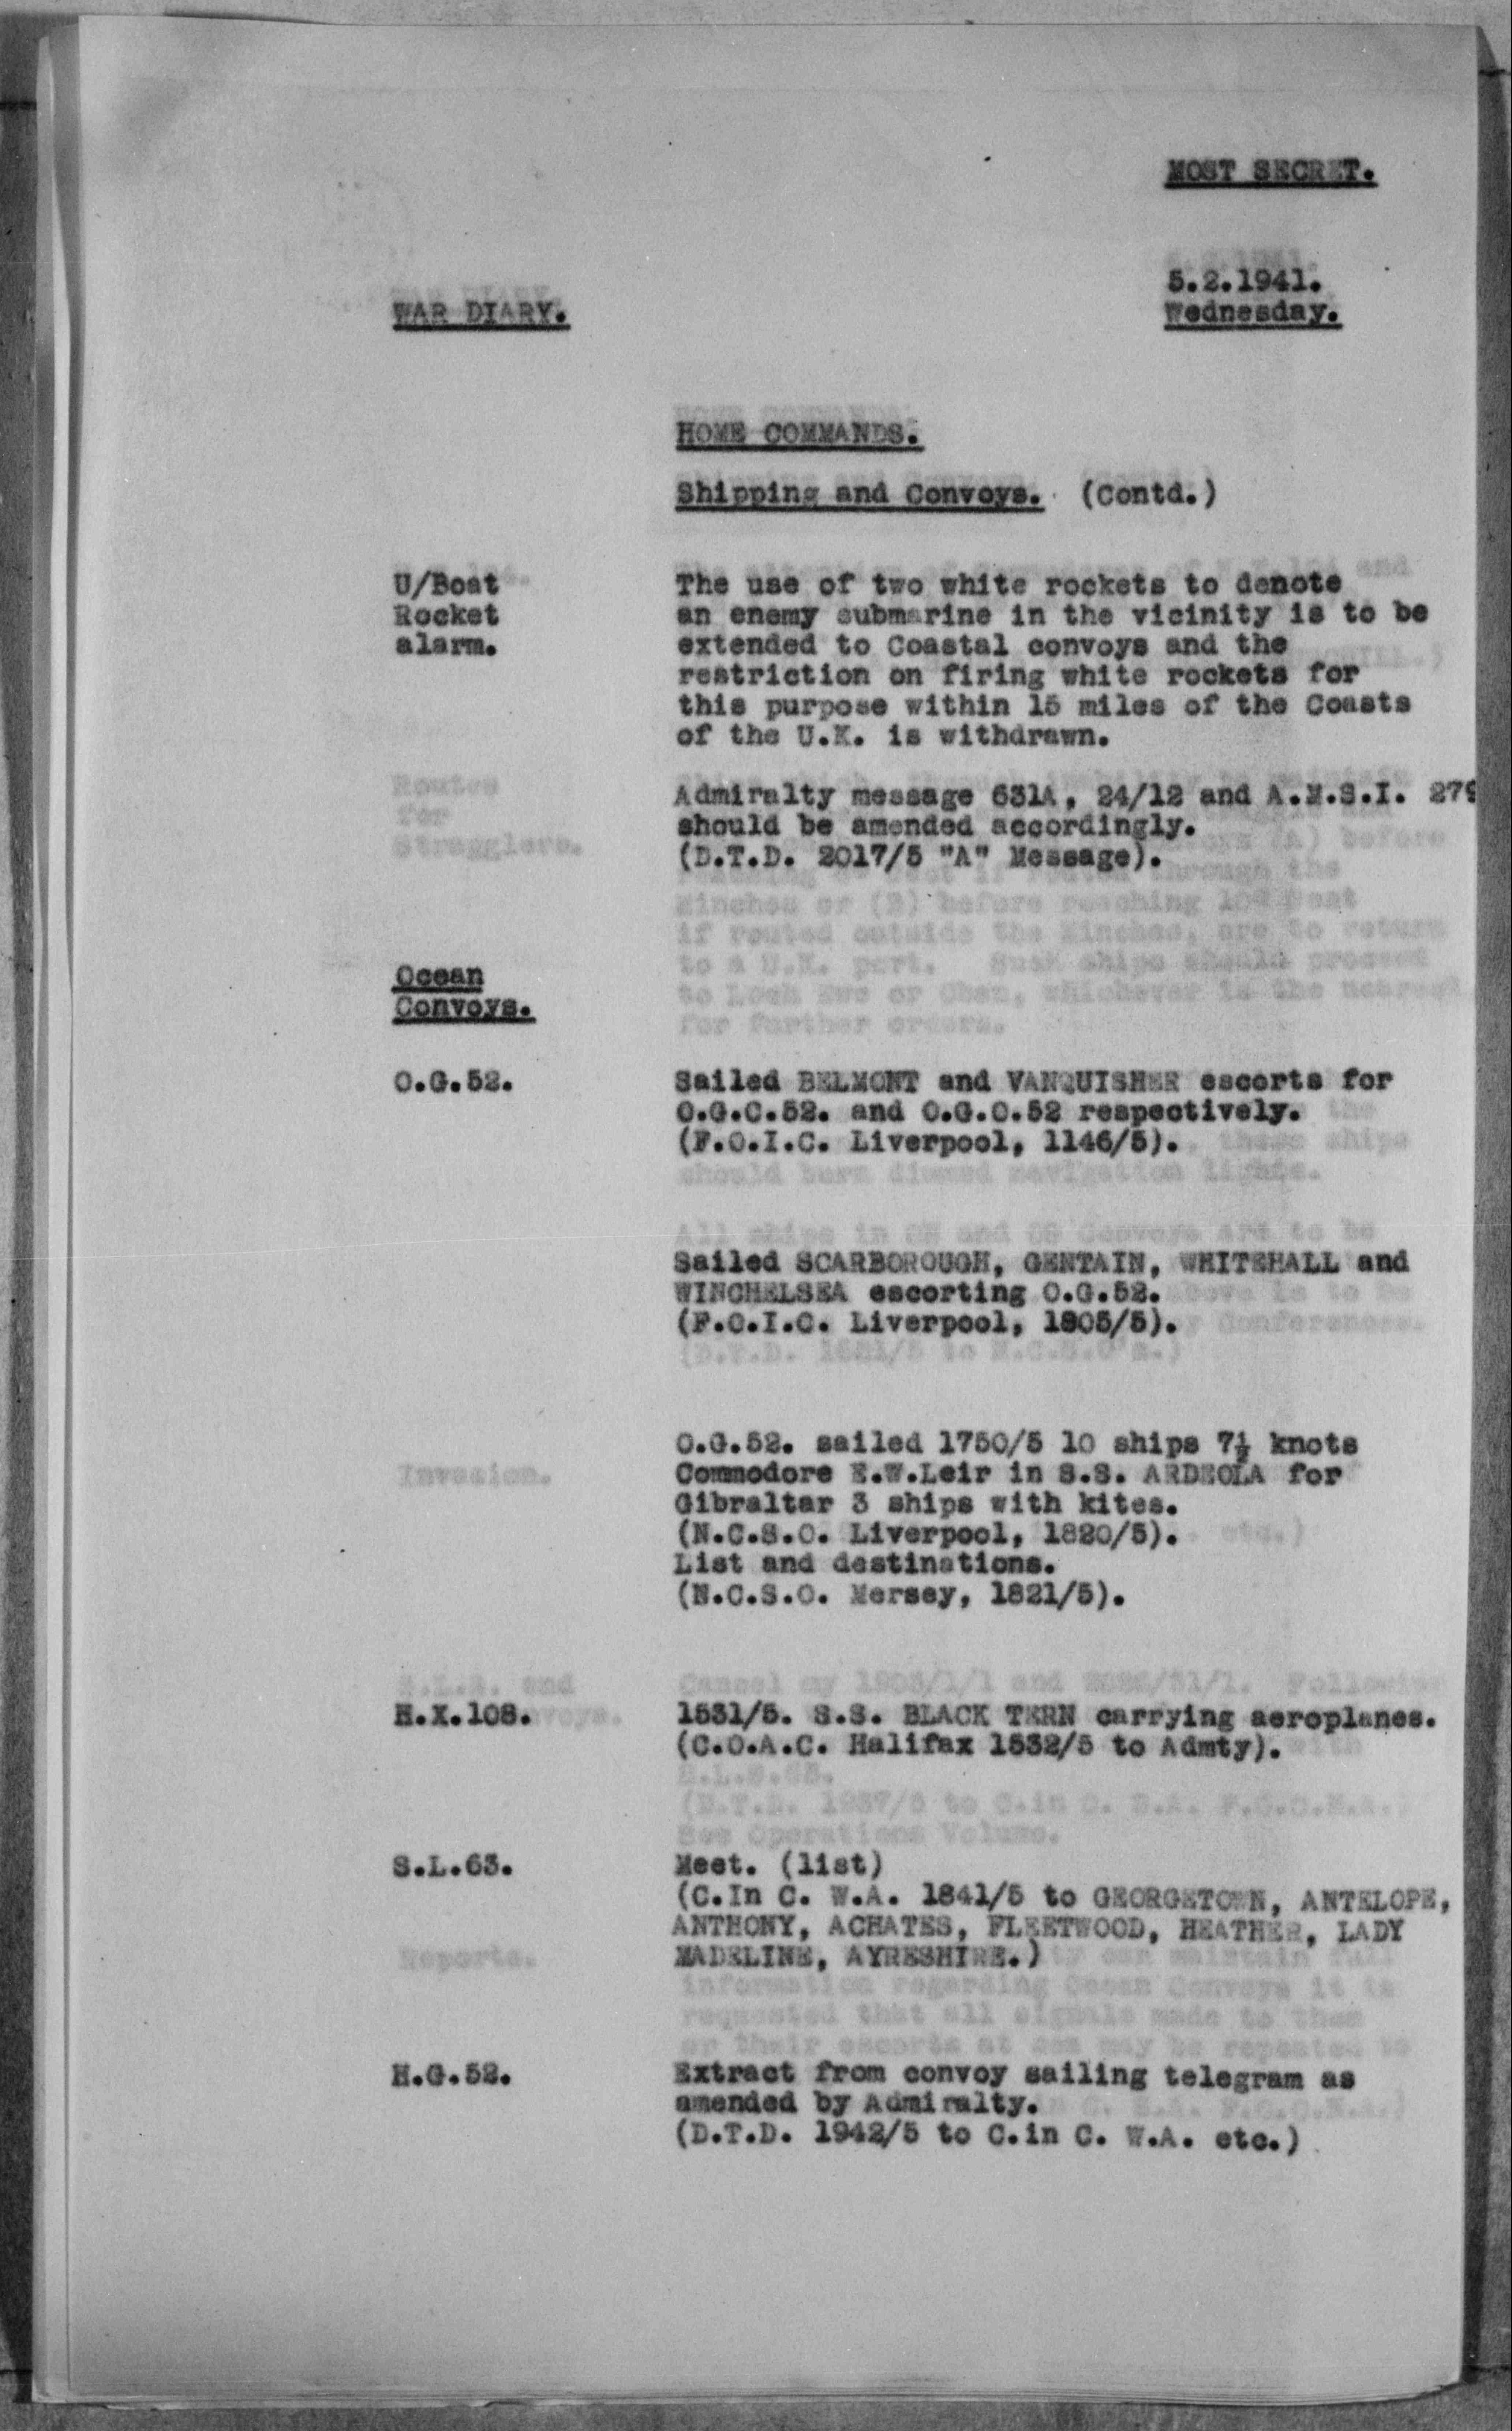 MOST SECRET.
5.2.1941.
WAR DIARY.
Wednesday.
HOME COMMANDS.
Shipping and Convoys. (Contd.)
U/Boat
Rocket
alarm.
The use of two white rockets to denote
an enemy submarine in the vicinity is to be
extended to Coastal convoys and the
restriction on firing white rockets for
this purpose within 15 miles of the Coasts
of the U.K. is withdrawn.
Admiralty message 631A, 24/12 and A.M.S.I. 279
should be amended accordingly.
(D.T.D. 2017/5 "A" Message).
Ocean
Convoys.
O.G.52.
Sailed BELMONT and VANQUISHER escorts for
O.G.C.52. and O.G.O.52 respectively.
(F.O.I.C. Liverpool, 1146/5).
Sailed SCARBOROUGH, GENTAIN, WHITEHALL and
WINCHELSEA escorting O.G.52.
(F.O.I.C. Liverpool, 1805/5).
O.G.52. sailed 1750/5 10 ships 7½ knots
Commodore E.W.Leir in S.S. ARDEOLA for
Gibraltar 3 ships with kites.
(N.C.S.O. Liverpool, 1820/5).
List and destinations.
(N.C.S.O. Mersey, 1821/5).
H.X.108.
1531/5. S.S. BLACK TERN carrying aeroplanes.
(C.O.A.C. Halifax 1532/5 to Admty).
S.L.63.
Meet. (list)
(C.In C. W.A. 1841/5 to GEORGETOWN, ANTELOPE,
ANTHONY, ACHATES, FLEETWOOD, HEATHER, LADY
MADELINE, AYRESHIRE.)
H.G.52.
Extract from convoy sailing telegram as
amended by Admiralty.
(D.T.D. 1942/5 to C.in C. W.A. etc.)